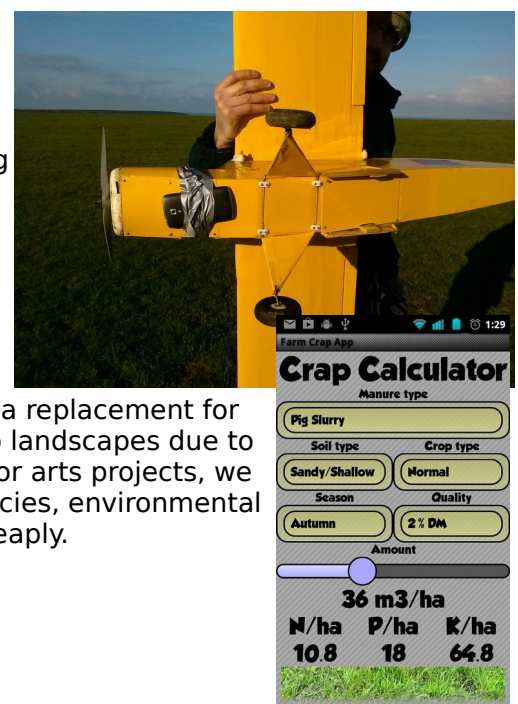 g
a replacement for
o landscapes due to
or arts projects, we
cies, environmental
eaply.
1:29
Farm Crap App
Crap Calculator
Manure type
Pig Slurry
Soil type Crop type
Sandy/Shallow Normal
Season Quality
Autumn 2% DM
Amount
36 m3/ha
N/ha P/ha K/ha
10.8 18 64.8